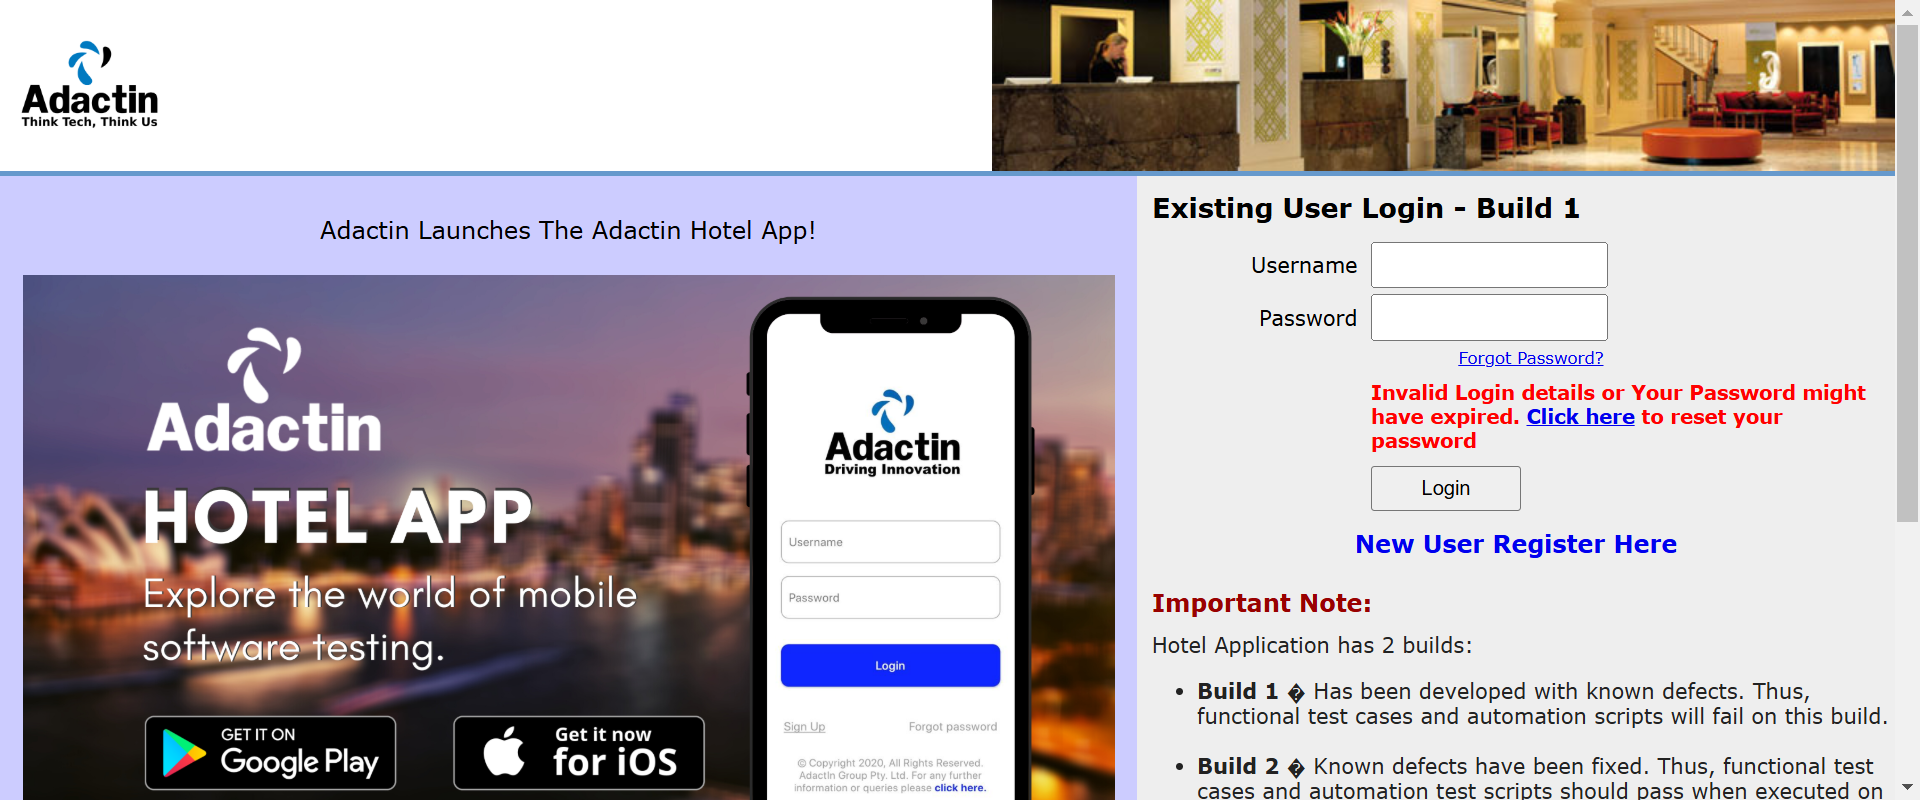 Adactin
Think Tech, Think Us
Adactin Launches The Adactin Hotel App!
Adactin
HOTEL APP
Explore the world of mobile
software testing.
GET IT ON
Google Play
Get it now
for iOS
Adactin
Driving Innovation
Username
Password
Login
Sign Up
Forgot password
© Copyright 2020, All Rights Reserved.
AdactIn Group Pty. Ltd. For any further
information or queries please click here.
Existing User Login - Build 1
Username
Password
Forgot Password?
Invalid Login details or Your Password might
have expired. Click here to reset your
password
Login
New User Register Here
Important Note:
Hotel Application has 2 builds:
• Build 1 � Has been developed with known defects. Thus,
functional test cases and automation scripts will fail on this build.
• Build 2 � Known defects have been fixed. Thus, functional test
cases and automation test scripts should pass when executed on